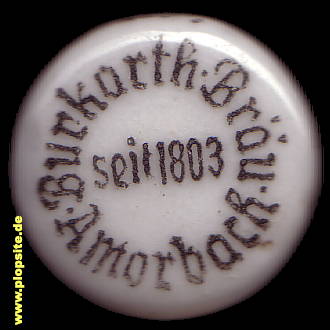 Burkarth·Bräu
seit 1803
·Amorbach·
www.plopsite.de